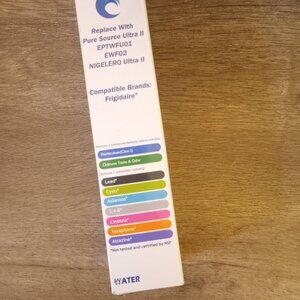 Replace With
Pure Source Ultra II
EPTWFU01
EWF02
NIGELERO Ultra II
Compatible Brands:
Frigidaire®
Particulate(Class I)
Chlorine Taste & Odor
Lead*
Cysts*
Asbestos*
Lindane*
Toxaphene*
Atrazine*
*Not tested and certified by NSF
WATER